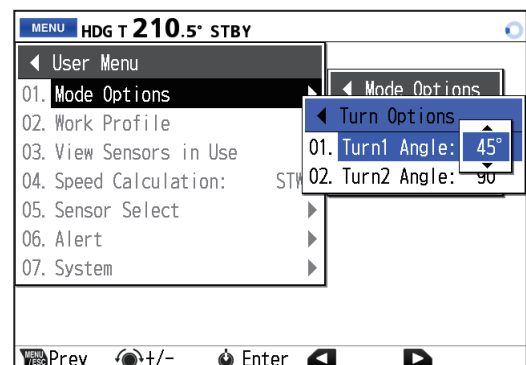 MENU HDG T 210.5° STBY
User Menu
01. Mode Options
02. Work Profile
03. View Sensors in Use
04. Speed Calculation: STW
05. Sensor Select
06. Alert
07. System
Mode Options
Turn Options
01. Turn1 Angle: 45°
02. Turn2 Angle: 90°
MENU/ESC Prev +/- Enter